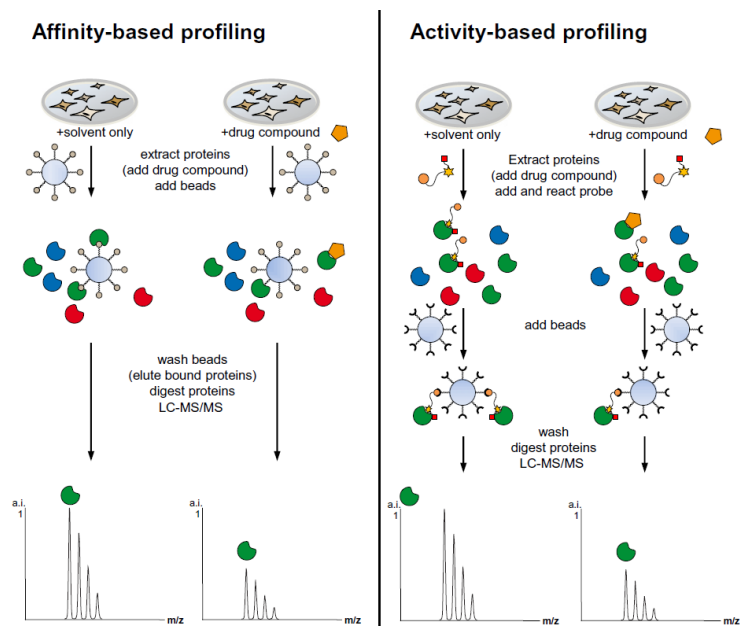 Affinity-based profiling
+solvent only
+drug compound
extract proteins
(add drug compound)
add beads
wash beads
(elute bound proteins)
digest proteins
LC-MS/MS
a.i.
1
m/z
a.i.
1
m/z
Activity-based profiling
+solvent only
+drug compound
Extract proteins
(add drug compound)
add and react probe
add beads
wash
digest proteins
LC-MS/MS
a.i.
1
m/z
a.i.
1
m/z